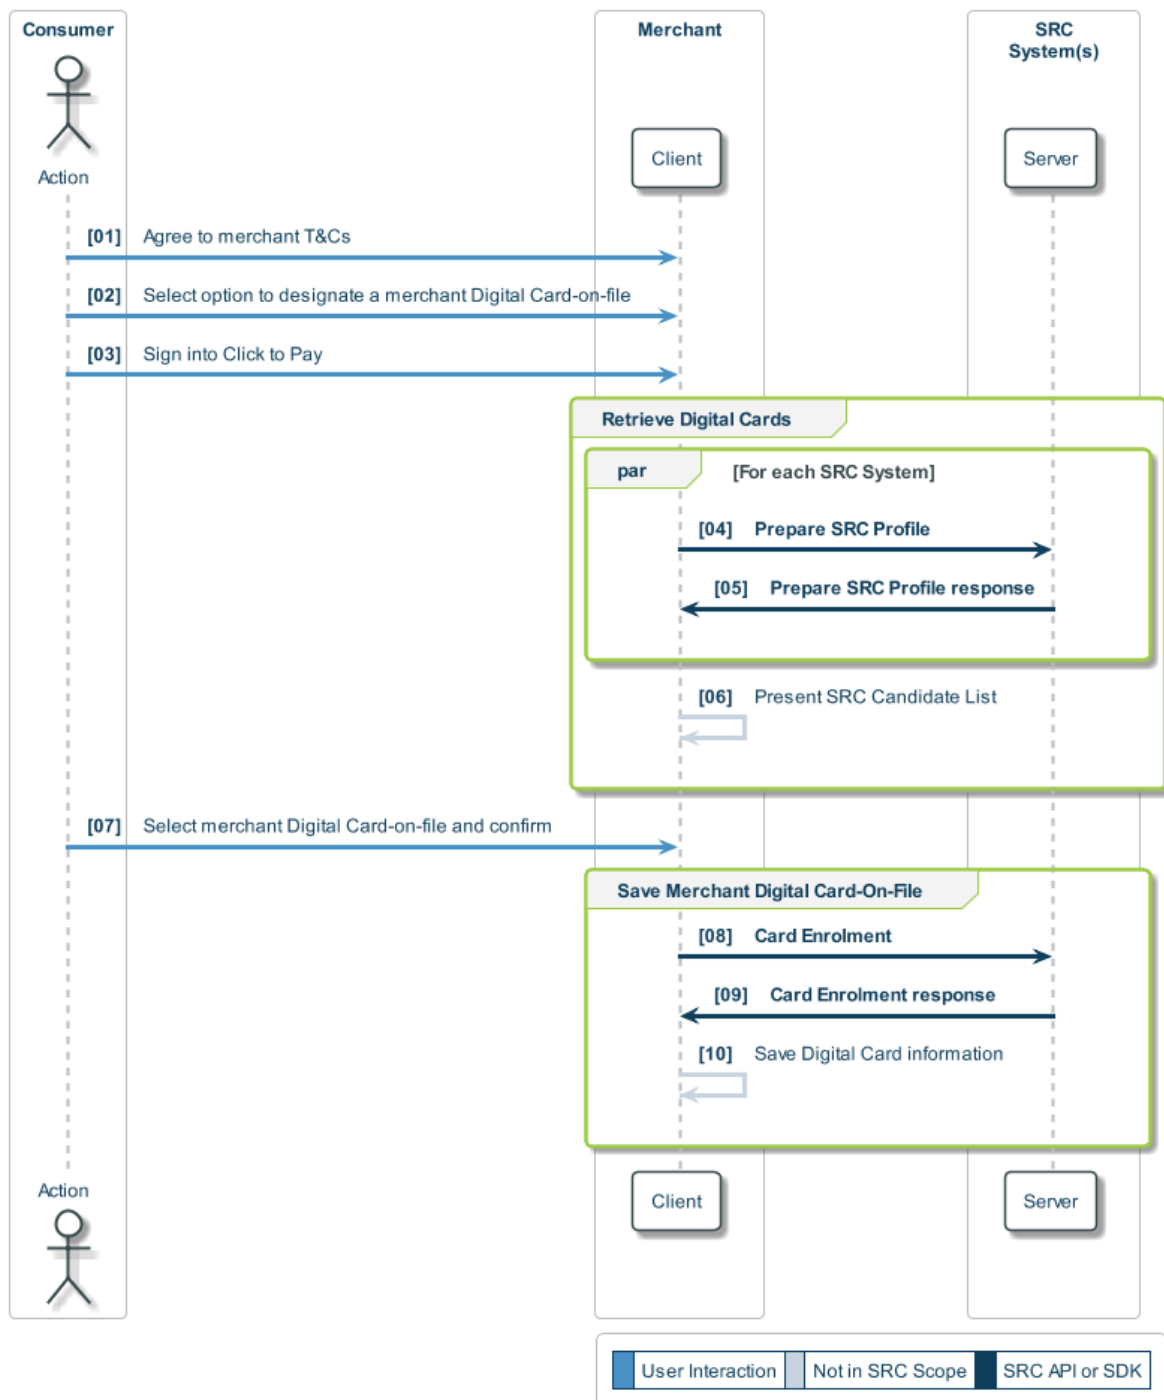 Consumer
Merchant
SRC
System(s)
Action
Client
Server
[01] Agree to merchant T&Cs
[02] Select option to designate a merchant Digital Card-on-file
[03] Sign into Click to Pay
Retrieve Digital Cards
par [For each SRC System]
[04] Prepare SRC Profile
[05] Prepare SRC Profile response
[06] Present SRC Candidate List
[07] Select merchant Digital Card-on-file and confirm
Save Merchant Digital Card-On-File
[08] Card Enrolment
[09] Card Enrolment response
[10] Save Digital Card information
Action
Client
Server
User Interaction
Not in SRC Scope
SRC API or SDK